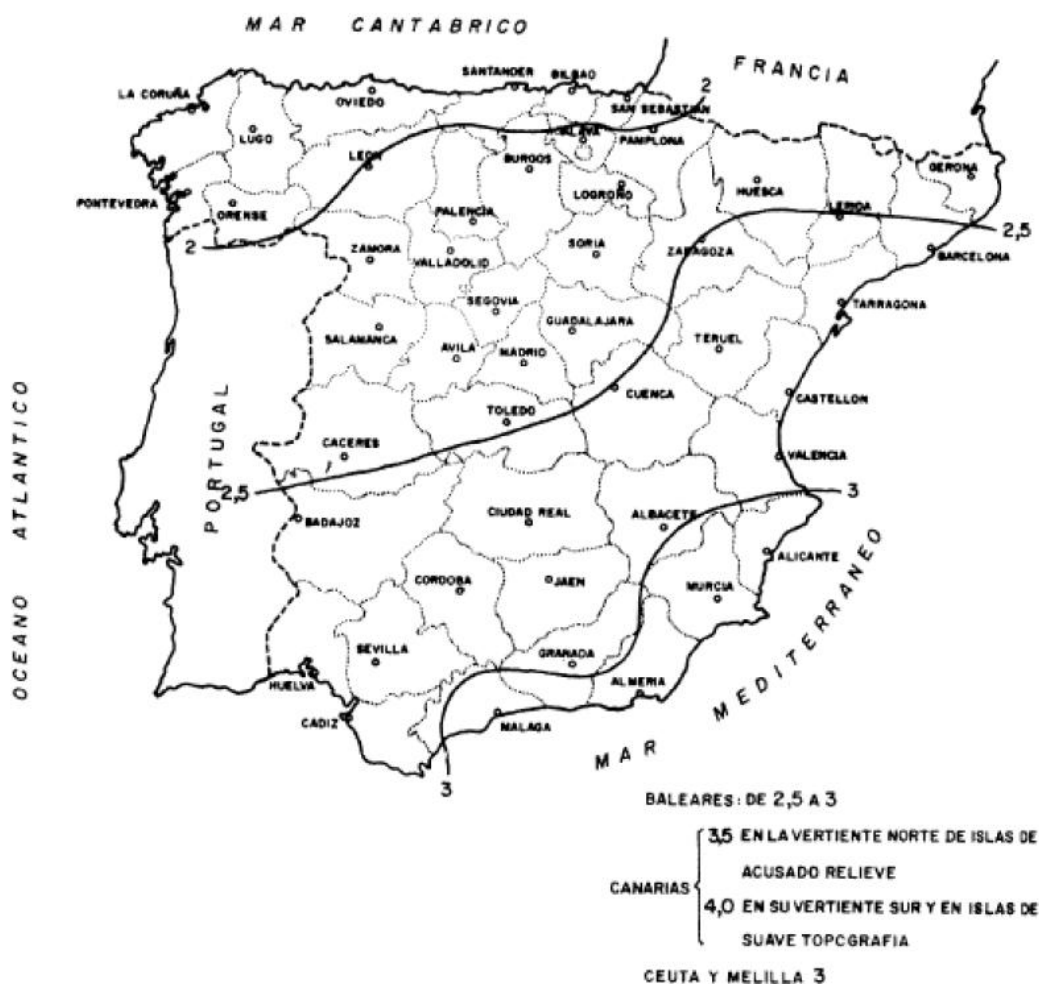 MAR CANTABRICO
FRANCIA
LA CORUÑA
OVIEDO
SANTANDER
BILBAO
SAN SEBASTIAN
2
LUGO
LEON
ALAVA
PAMPLONA
BURGOS
GERONA
PONTEVEDRA
ORENSE
LOGROÑO
HUESCA
LERIDA
PALENCIA
2
ZAMORA
VALLADOLID
SORIA
ZARAGOZA
2,5
BARCELONA
SEGOVIA
TARRAGONA
SALAMANCA
GUADALAJARA
AVILA
MADRID
TERUEL
CUENCA
CASTELLON
TOLEDO
CACERES
VALENCIA
PORTUGAL
2,5
3
BADAJOZ
CIUDAD REAL
ALBACETE
ALICANTE
OCEANO ATLANTICO
CORDOBA
JAEN
MURCIA
SEVILLA
GRANADA
HUELVA
ALMERIA
CADIZ
MALAGA
3
MAR MEDITERRANEO
BALEARES: DE 2,5 A 3
CANARIAS
3,5 EN LA VERTIENTE NORTE DE ISLAS DE
ACUSADO RELIEVE
4,0 EN SU VERTIENTE SUR Y EN ISLAS DE
SUAVE TOPCGRAFIA
CEUTA Y MELILLA 3